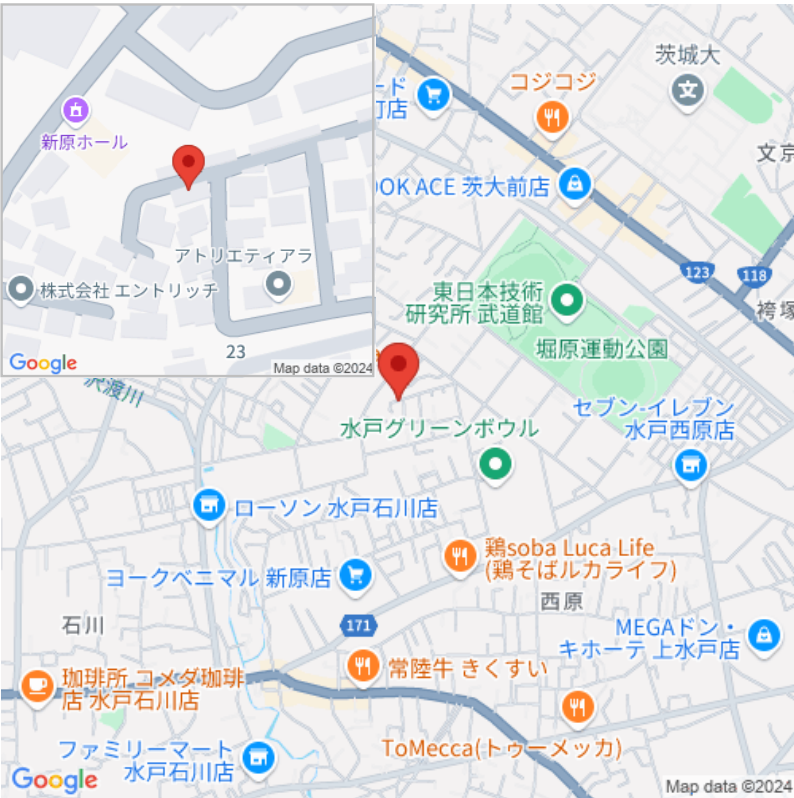 新原ホール
アトリエティアラ
株式会社 エントリッチ
23
Google
Map data ©2024
茨城大
コジコジ
ード
町店
文京
OOK ACE 茨大前店
123
118
袴塚
東日本技術
研究所 武道館
堀原運動公園
沢渡川
セブン-イレブン
水戸西原店
水戸グリーンボウル
ローソン 水戸石川店
鶏soba Luca Life
(鶏そばルカライフ)
ヨークベニマル 新原店
西原
石川
171
MEGAドン・
キホーテ 上水戸店
常陸牛 きくすい
珈琲所 コメダ珈琲
店 水戸石川店
ToMecca(トゥーメッカ)
ファミリーマート
水戸石川店
Google
Map data ©2024